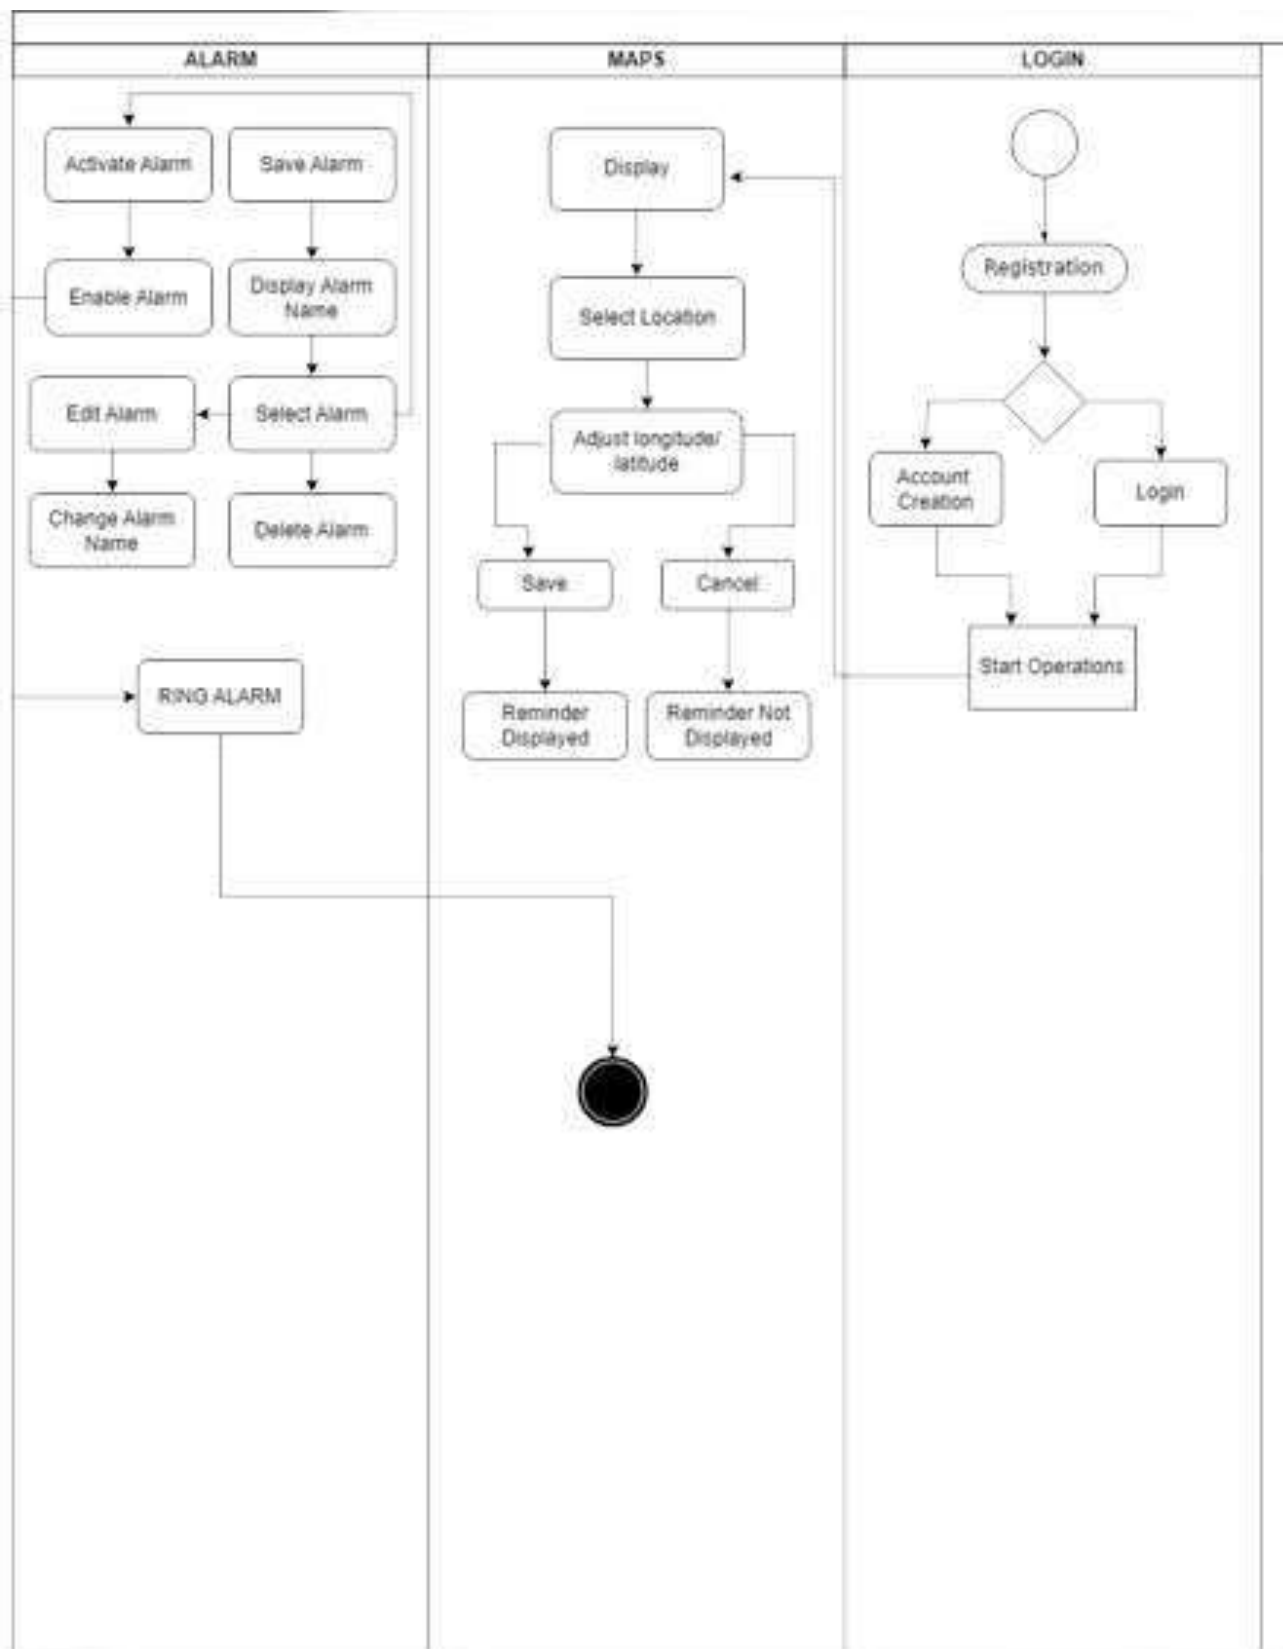 ALARM
MAPS
LOGIN
Activate Alarm
Save Alarm
Enable Alarm
Display Alarm
Name
Edit Alarm
Select Alarm
Change Alarm
Name
Delete Alarm
RING ALARM
Display
Select Location
Adjust longitude/
latitude
Save
Cancel
Reminder
Displayed
Reminder Not
Displayed
Registration
Account
Creation
Login
Start Operations